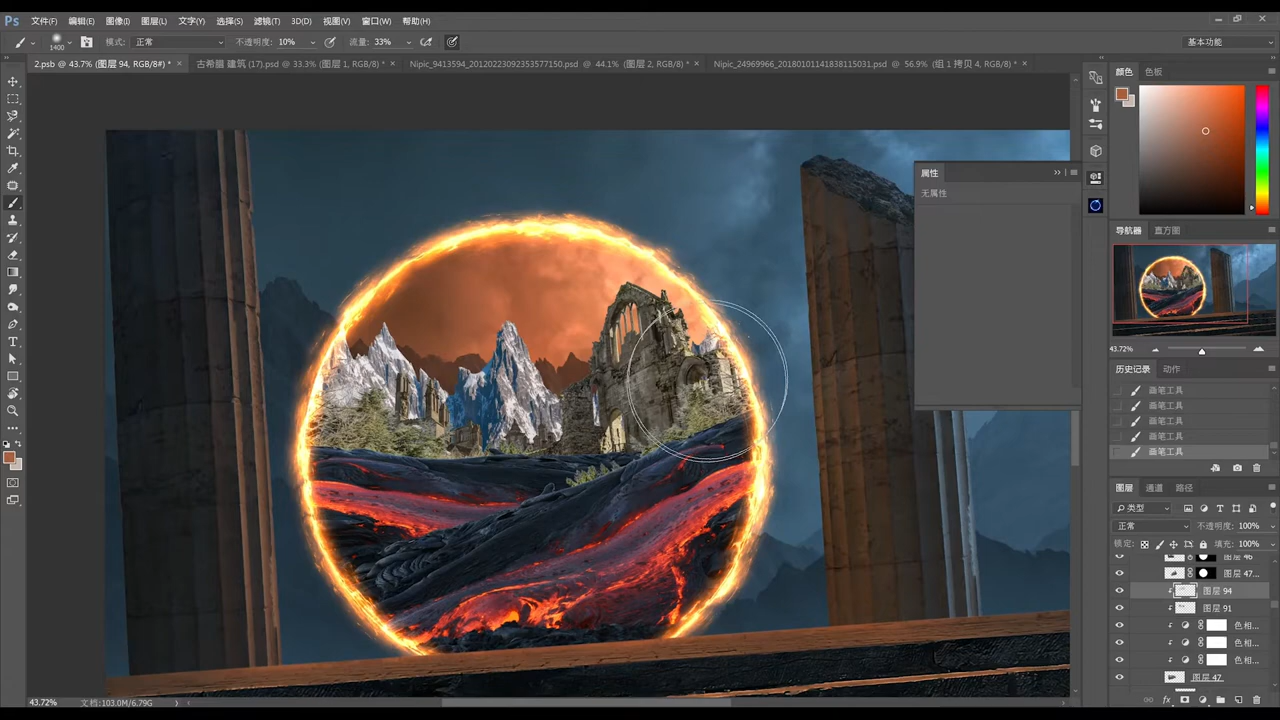 Ps 文件(F) 编辑(E) 图像(I) 图层(L) 文字(Y) 选择(S) 滤镜(T) 3D(D) 视图(V) 窗口(W) 帮助(H)
1400 模式: 正常 不透明度: 10% 流量: 33% 基本功能
2.psb @ 43.7% (图层 94, RGB/8#) * × 古希腊 建筑 (17).psd @ 33.3% (图层 1, RGB/8) * × Nipic_9413594_20120223092353577150.psd @ 44.1% (图层 2, RGB/8*) * × Nipic_24969966_20180101141838115031.psd @ 56.9% (组 1 拷贝 4, RGB/8*) * ×
颜色 色板
属性
无属性
导航器 直方图
43.72%
历史记录 动作
画笔工具
画笔工具
画笔工具
画笔工具
画笔工具
图层 通道 路径
类型
正常 不透明度: 100%
锁定: 填充: 100%
图层 46
图层 47...
图层 94
图层 91
色相...
色相...
色相...
图层 47
fx
43.72% 文档:103.0M/6.79G